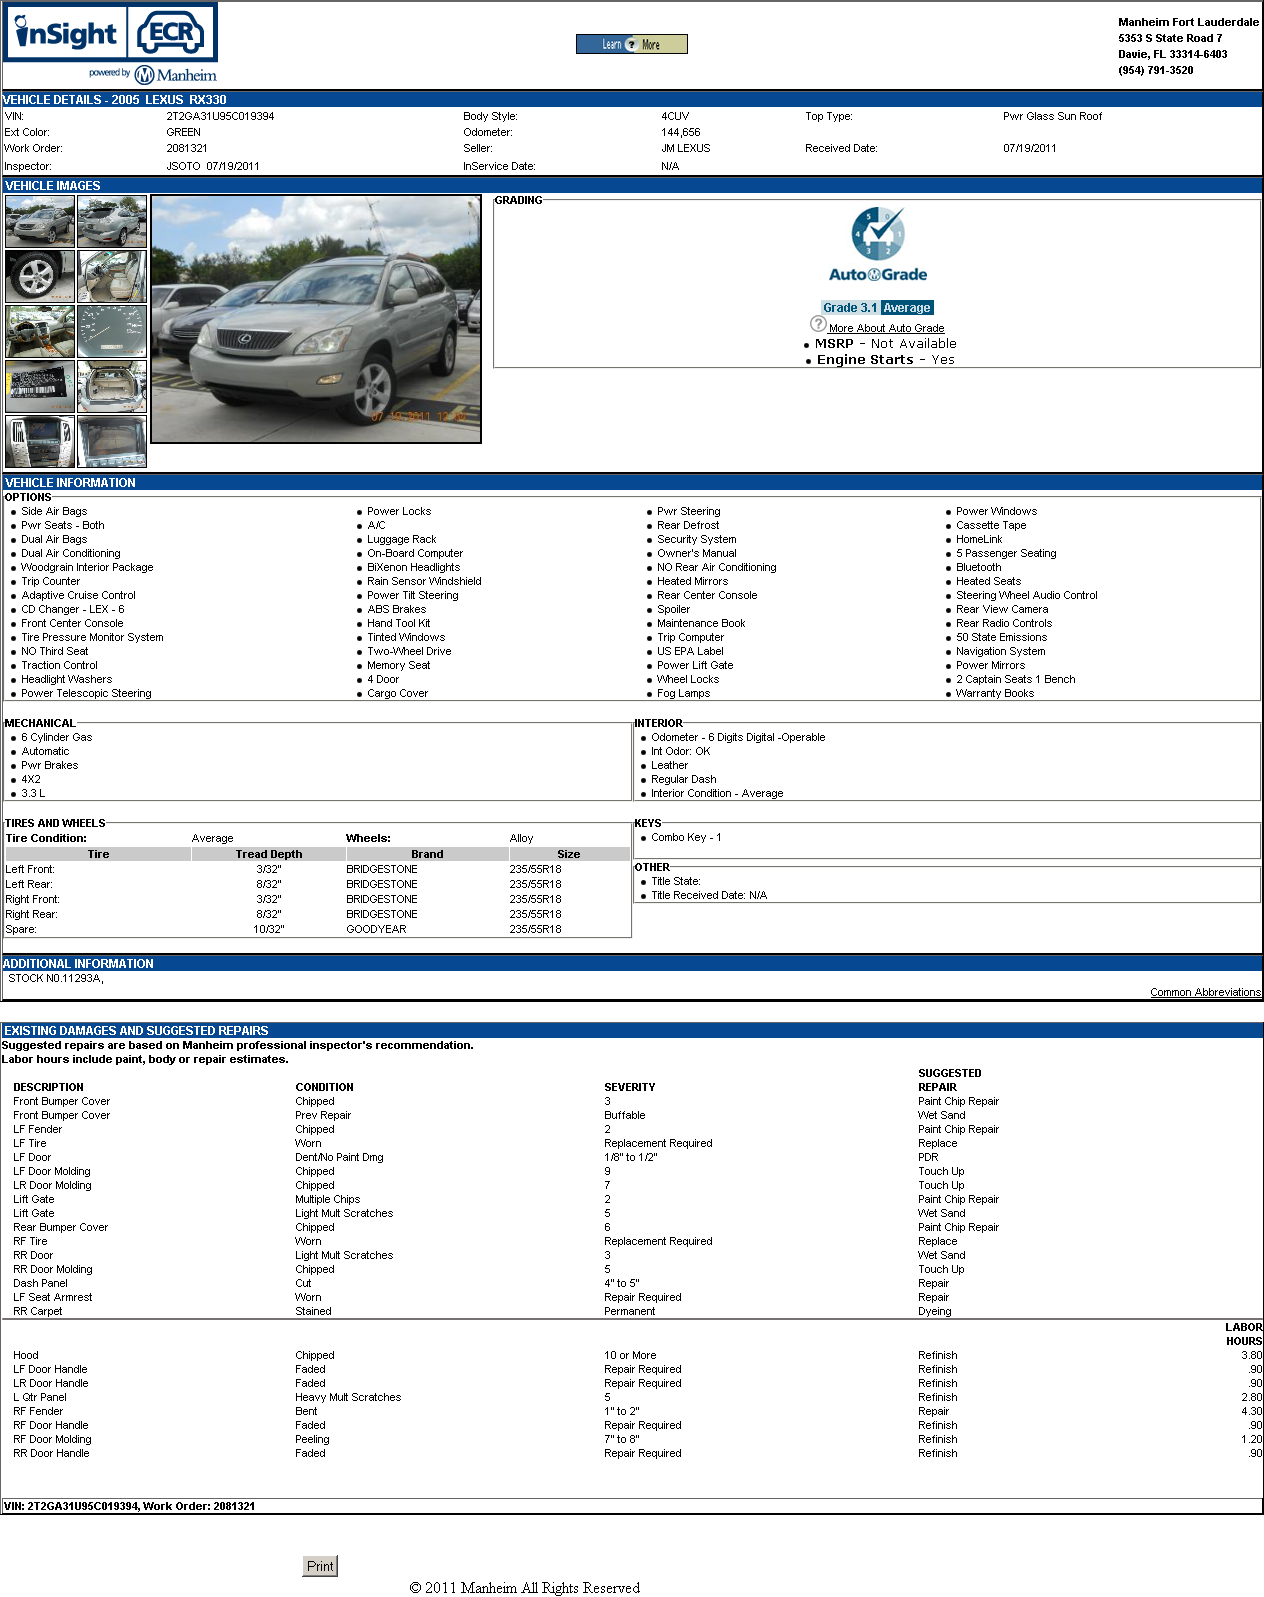 inSight ECR
powered by Manheim
Learn ? More
Manheim Fort Lauderdale
5353 S State Road 7
Davie, FL 33314-6403
(954) 791-3520
VEHICLE DETAILS - 2005 LEXUS RX330
VIN: 2T2GA31U95C019394 Body Style: 4CUV Top Type: Pwr Glass Sun Roof
Ext Color: GREEN Odometer: 144,656
Work Order: 2081321 Seller: JM LEXUS Received Date: 07/19/2011
Inspector: JSOTO 07/19/2011 InService Date: N/A
VEHICLE IMAGES
GRADING
5 0 4 1 3 2
AutoGrade
Grade 3.1 Average
? More About Auto Grade
MSRP - Not Available
Engine Starts - Yes
VEHICLE INFORMATION
OPTIONS
Side Air Bags Power Locks Pwr Steering Power Windows
Pwr Seats - Both A/C Rear Defrost Cassette Tape
Dual Air Bags Luggage Rack Security System HomeLink
Dual Air Conditioning On-Board Computer Owner's Manual 5 Passenger Seating
Woodgrain Interior Package BiXenon Headlights NO Rear Air Conditioning Bluetooth
Trip Counter Rain Sensor Windshield Heated Mirrors Heated Seats
Adaptive Cruise Control Power Tilt Steering Rear Center Console Steering Wheel Audio Control
CD Changer - LEX - 6 ABS Brakes Spoiler Rear View Camera
Front Center Console Hand Tool Kit Maintenance Book Rear Radio Controls
Tire Pressure Monitor System Tinted Windows Trip Computer 50 State Emissions
NO Third Seat Two-Wheel Drive US EPA Label Navigation System
Traction Control Memory Seat Power Lift Gate Power Mirrors
Headlight Washers 4 Door Wheel Locks 2 Captain Seats 1 Bench
Power Telescopic Steering Cargo Cover Fog Lamps Warranty Books
MECHANICAL
6 Cylinder Gas
Automatic
Pwr Brakes
4X2
3.3 L
INTERIOR
Odometer - 6 Digits Digital -Operable
Int Odor: OK
Leather
Regular Dash
Interior Condition - Average
TIRES AND WHEELS
Tire Condition: Average Wheels: Alloy
Tire Tread Depth Brand Size
Left Front: 3/32" BRIDGESTONE 235/55R18
Left Rear: 8/32" BRIDGESTONE 235/55R18
Right Front: 3/32" BRIDGESTONE 235/55R18
Right Rear: 8/32" BRIDGESTONE 235/55R18
Spare: 10/32" GOODYEAR 235/55R18
KEYS
Combo Key - 1
OTHER
Title State:
Title Received Date: N/A
ADDITIONAL INFORMATION
STOCK N0.11293A,
Common Abbreviations
EXISTING DAMAGES AND SUGGESTED REPAIRS
Suggested repairs are based on Manheim professional inspector's recommendation.
Labor hours include paint, body or repair estimates.
DESCRIPTION CONDITION SEVERITY SUGGESTED REPAIR
Front Bumper Cover Chipped 3 Paint Chip Repair
Front Bumper Cover Prev Repair Buffable Wet Sand
LF Fender Chipped 2 Paint Chip Repair
LF Tire Worn Replacement Required Replace
LF Door Dent/No Paint Dmg 1/8" to 1/2" PDR
LF Door Molding Chipped 9 Touch Up
LR Door Molding Chipped 7 Touch Up
Lift Gate Multiple Chips 2 Paint Chip Repair
Lift Gate Light Mult Scratches 5 Wet Sand
Rear Bumper Cover Chipped 6 Paint Chip Repair
RF Tire Worn Replacement Required Replace
RR Door Light Mult Scratches 3 Wet Sand
RR Door Molding Chipped 5 Touch Up
Dash Panel Cut 4" to 5" Repair
LF Seat Armrest Worn Repair Required Repair
RR Carpet Stained Permanent Dyeing
LABOR HOURS
Hood Chipped 10 or More Refinish 3.80
LF Door Handle Faded Repair Required Refinish .90
LR Door Handle Faded Repair Required Refinish .90
L Qtr Panel Heavy Mult Scratches 5 Refinish 2.80
RF Fender Bent 1" to 2" Repair 4.30
RF Door Handle Faded Repair Required Refinish .90
RF Door Molding Peeling 7" to 8" Refinish 1.20
RR Door Handle Faded Repair Required Refinish .90
VIN: 2T2GA31U95C019394, Work Order: 2081321
Print
© 2011 Manheim All Rights Reserved